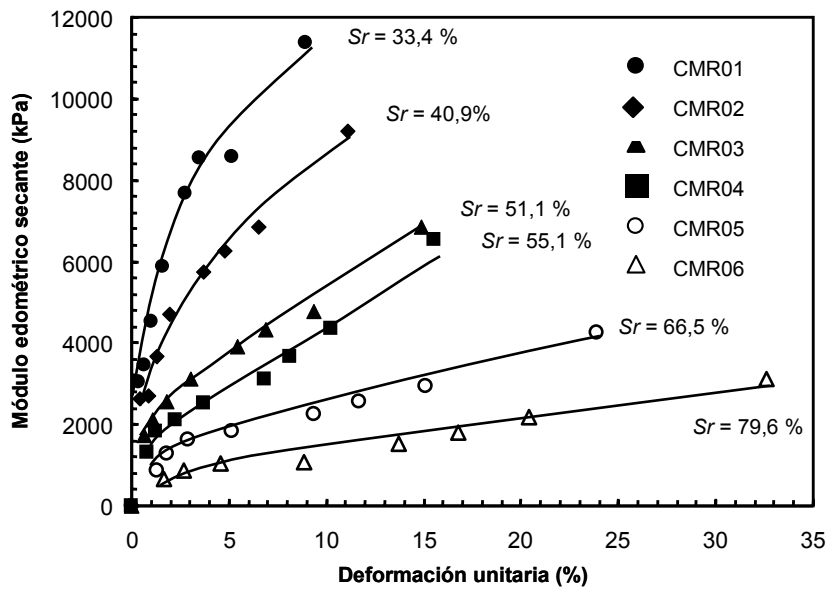 12000
10000
8000
6000
4000
2000
0
Módulo edométrico secante (kPa)
Sr = 33,4 %
Sr = 40,9%
Sr = 51,1 %
Sr = 55,1 %
Sr = 66,5 %
Sr = 79,6 %
CMR01
CMR02
CMR03
CMR04
CMR05
CMR06
0 5 10 15 20 25 30 35
Deformación unitaria (%)